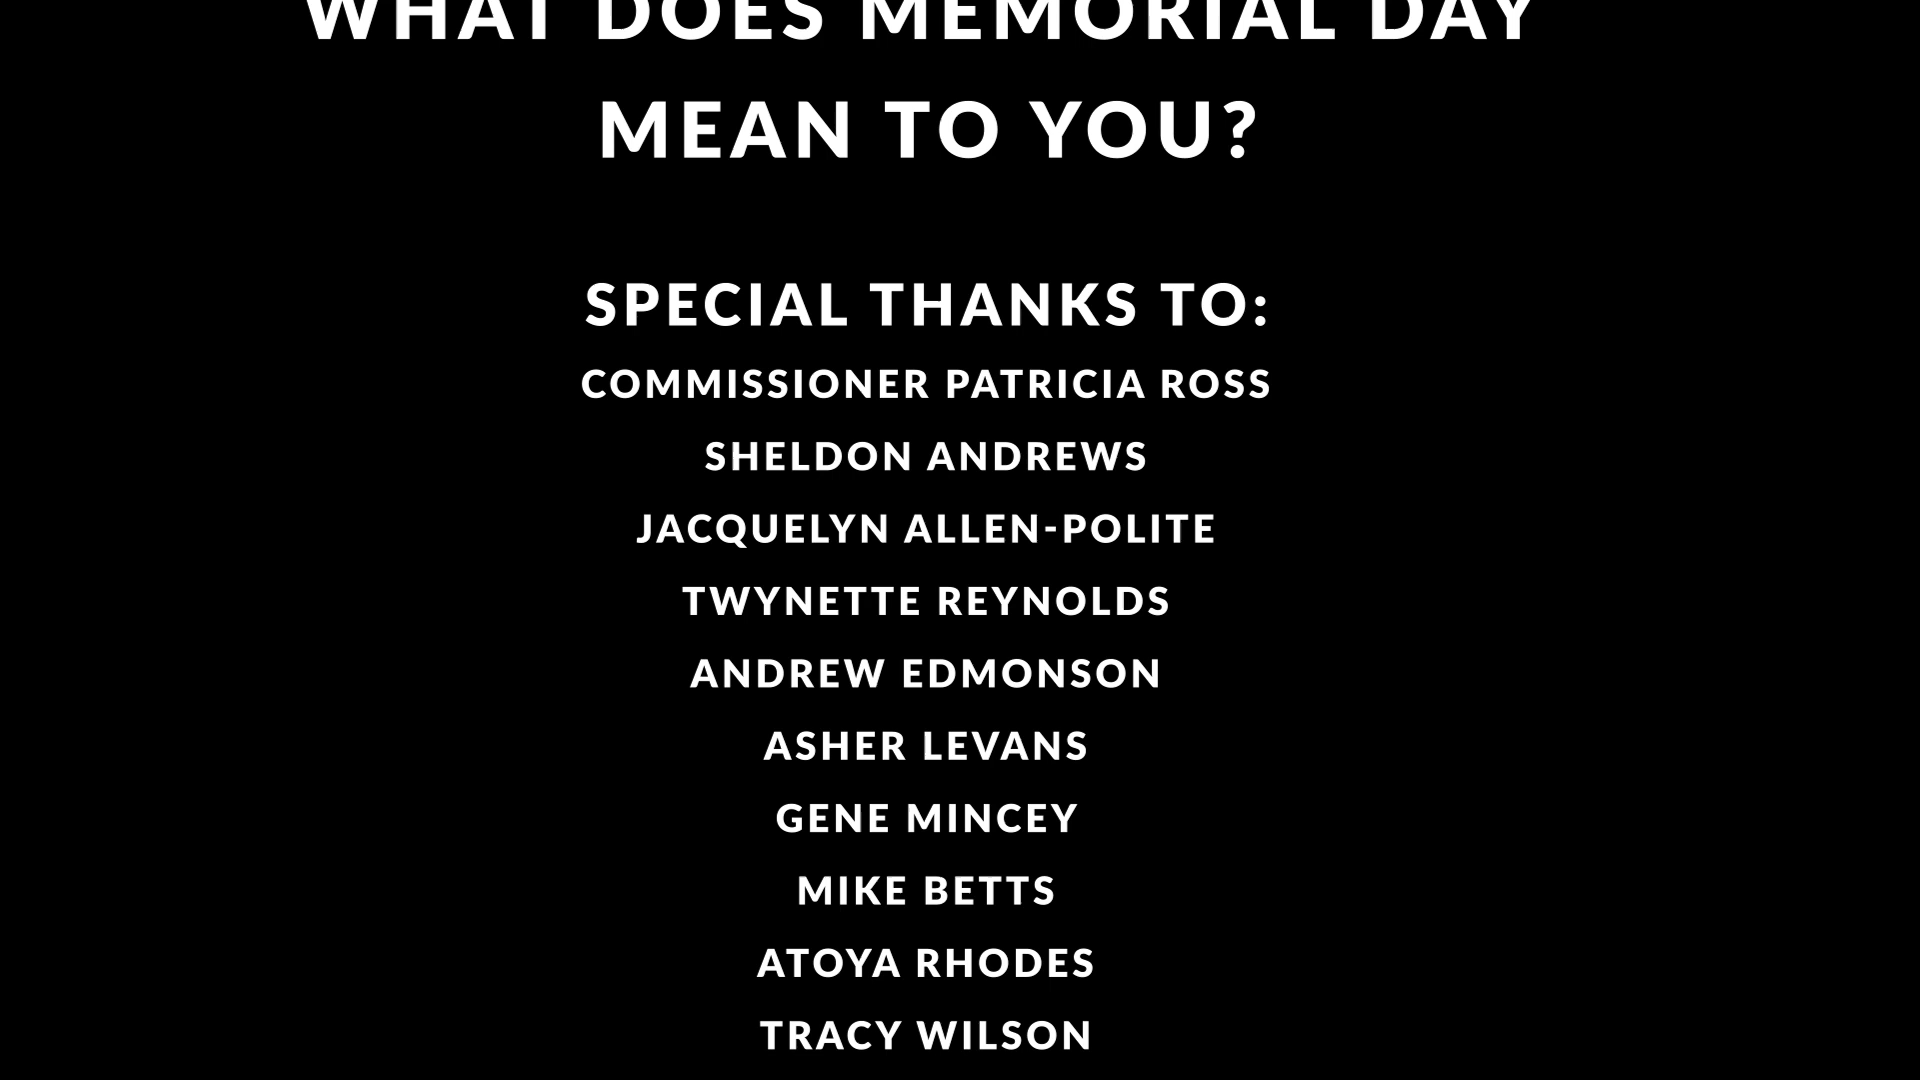 WHAT DOES MEMORIAL DAY
MEAN TO YOU?
SPECIAL THANKS TO:
COMMISSIONER PATRICIA ROSS
SHELDON ANDREWS
JACQUELYN ALLEN-POLITE
TWYNETTE REYNOLDS
ANDREW EDMONSON
ASHER LEVANS
GENE MINCEY
MIKE BETTS
ATOYA RHODES
TRACY WILSON